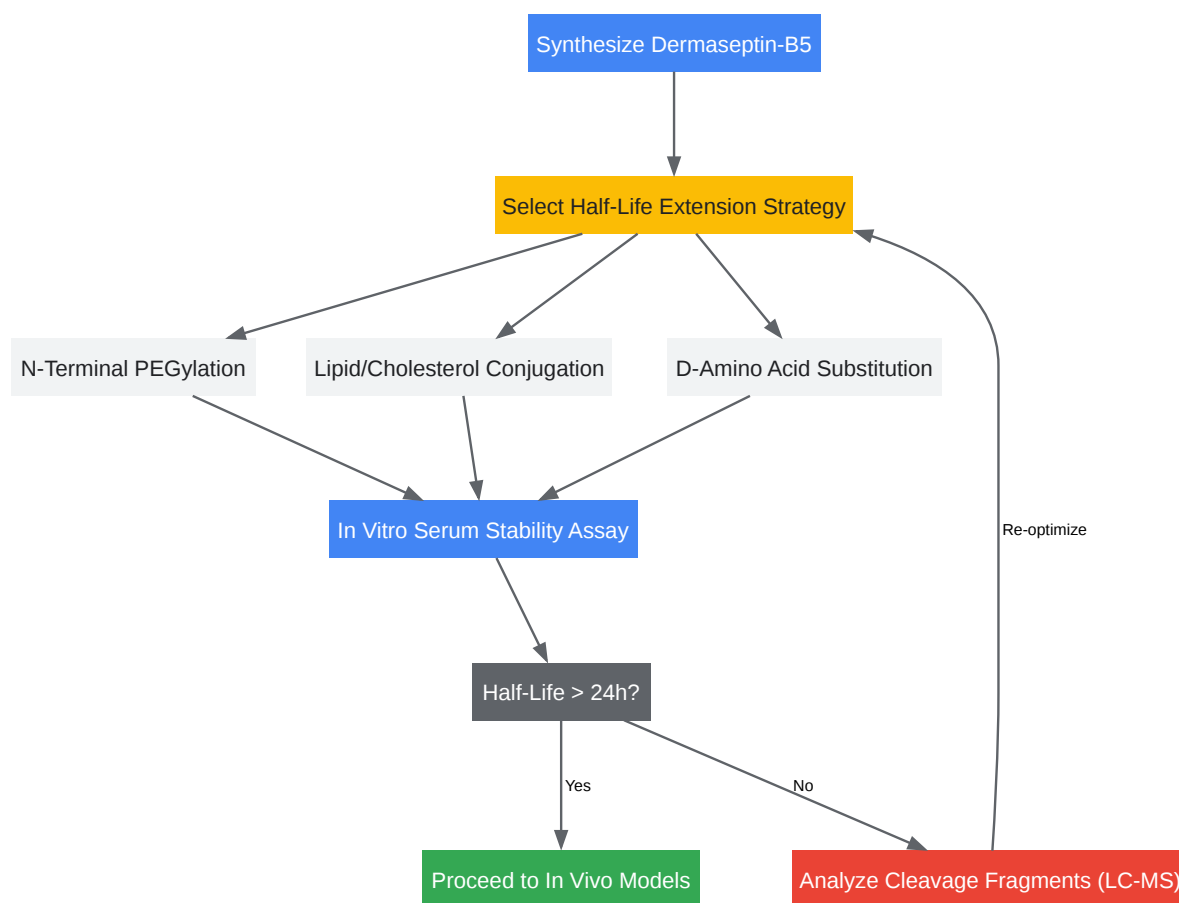 Synthesize Dermaseptin-B5
Select Half-Life Extension Strategy
N-Terminal PEGylation
Lipid/Cholesterol Conjugation
D-Amino Acid Substitution
In Vitro Serum Stability Assay
Re-optimize
Half-Life > 24h?
Yes
No
Proceed to In Vivo Models
Analyze Cleavage Fragments (LC-MS)